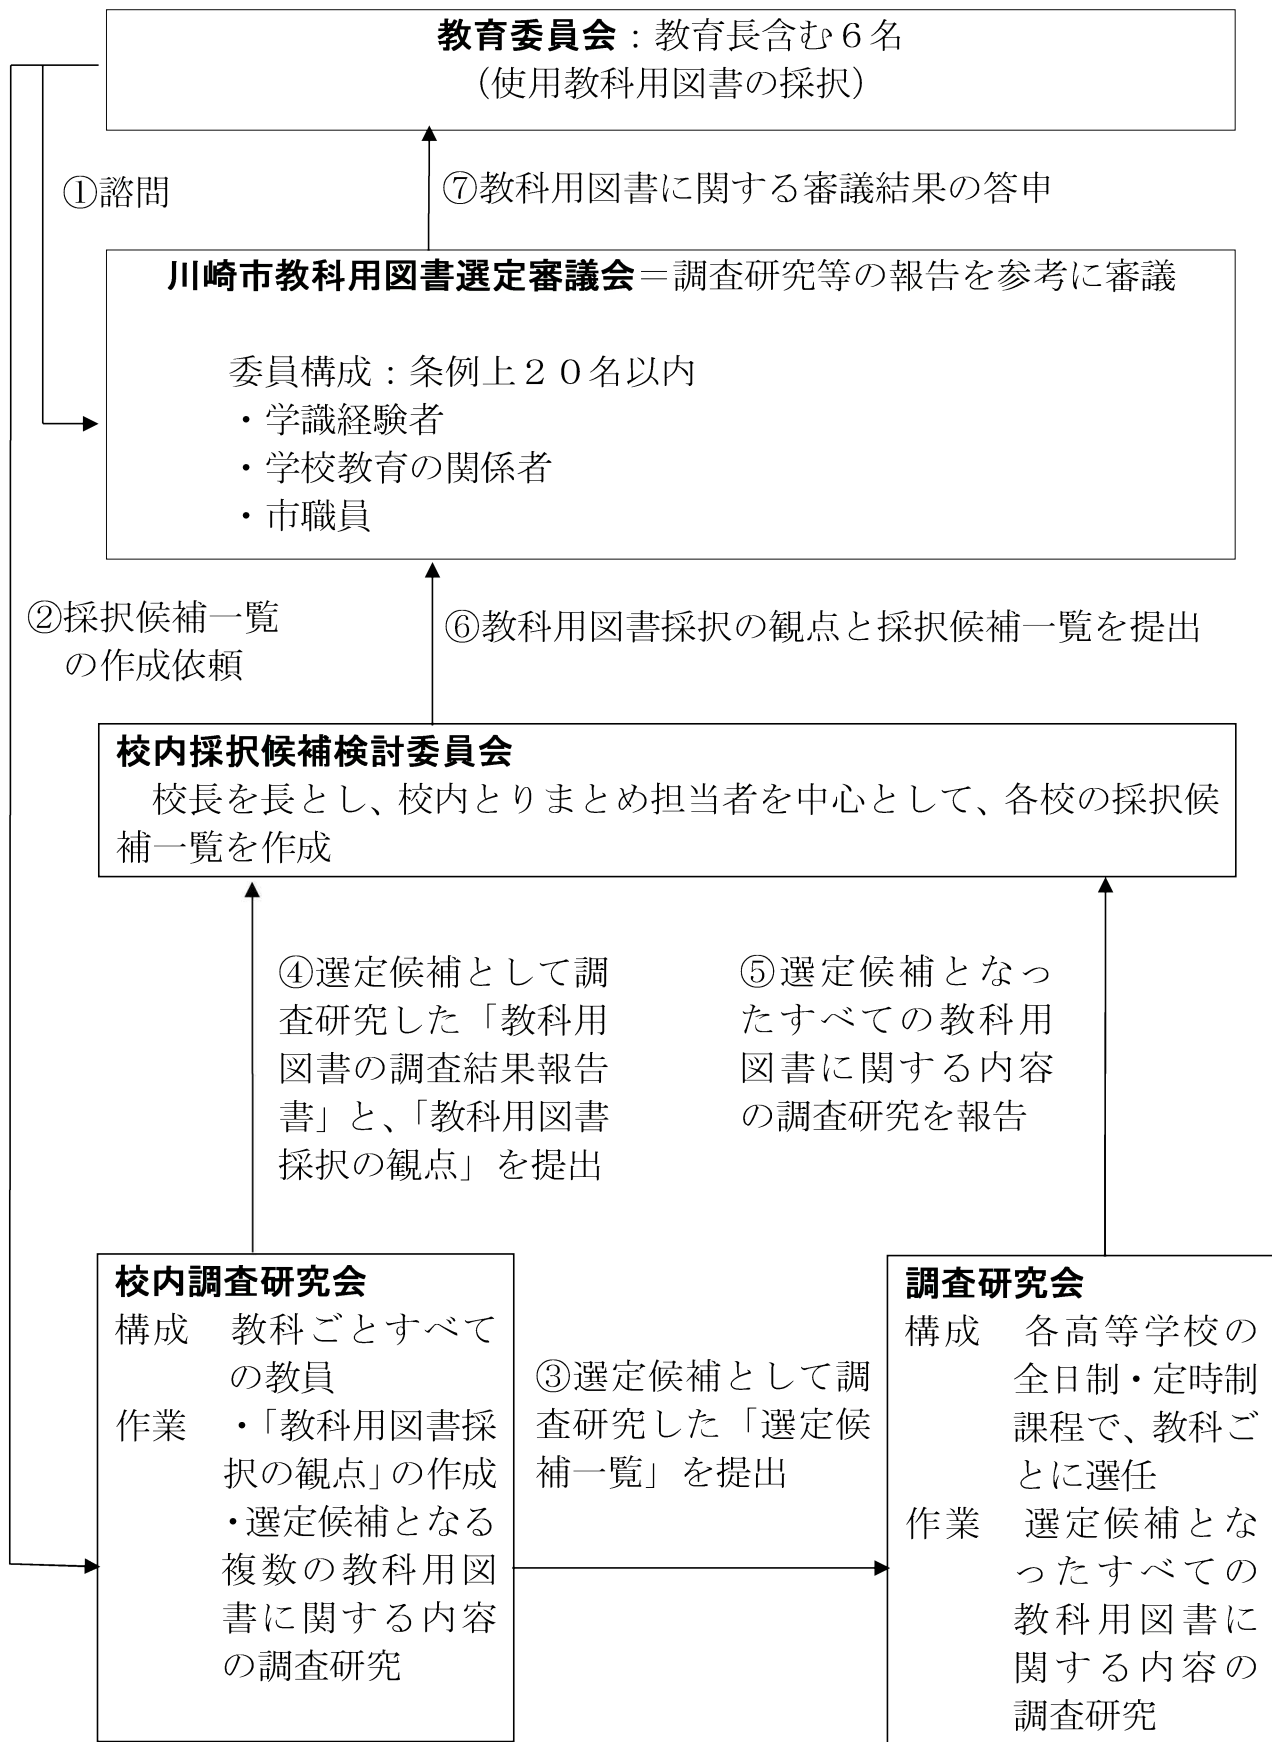 教育委員会：教育長含む６名
（使用教科用図書の採択）
①諮問
⑦教科用図書に関する審議結果の答申
川崎市教科用図書選定審議会＝調査研究等の報告を参考に審議
委員構成：条例上２０名以内
・学識経験者
・学校教育の関係者
・市職員
②採択候補一覧
の作成依頼
⑥教科用図書採択の観点と採択候補一覧を提出
校内採択候補検討委員会
校長を長とし、校内とりまとめ担当者を中心として、各校の採択候
補一覧を作成
④選定候補として調
査研究した「教科用
図書の調査結果報告
書」と、「教科用図書
採択の観点」を提出
⑤選定候補となっ
たすべての教科用
図書に関する内容
の調査研究を報告
校内調査研究会
構成　教科ごとすべて
の教員
作業　・「教科用図書採
択の観点」の作成
・選定候補となる
複数の教科用図
書に関する内容
の調査研究
③選定候補として調
査研究した「選定候
補一覧」を提出
調査研究会
構成　各高等学校の
全日制・定時制
課程で、教科ご
とに選任
作業　選定候補とな
ったすべての
教科用図書に
関する内容の
調査研究